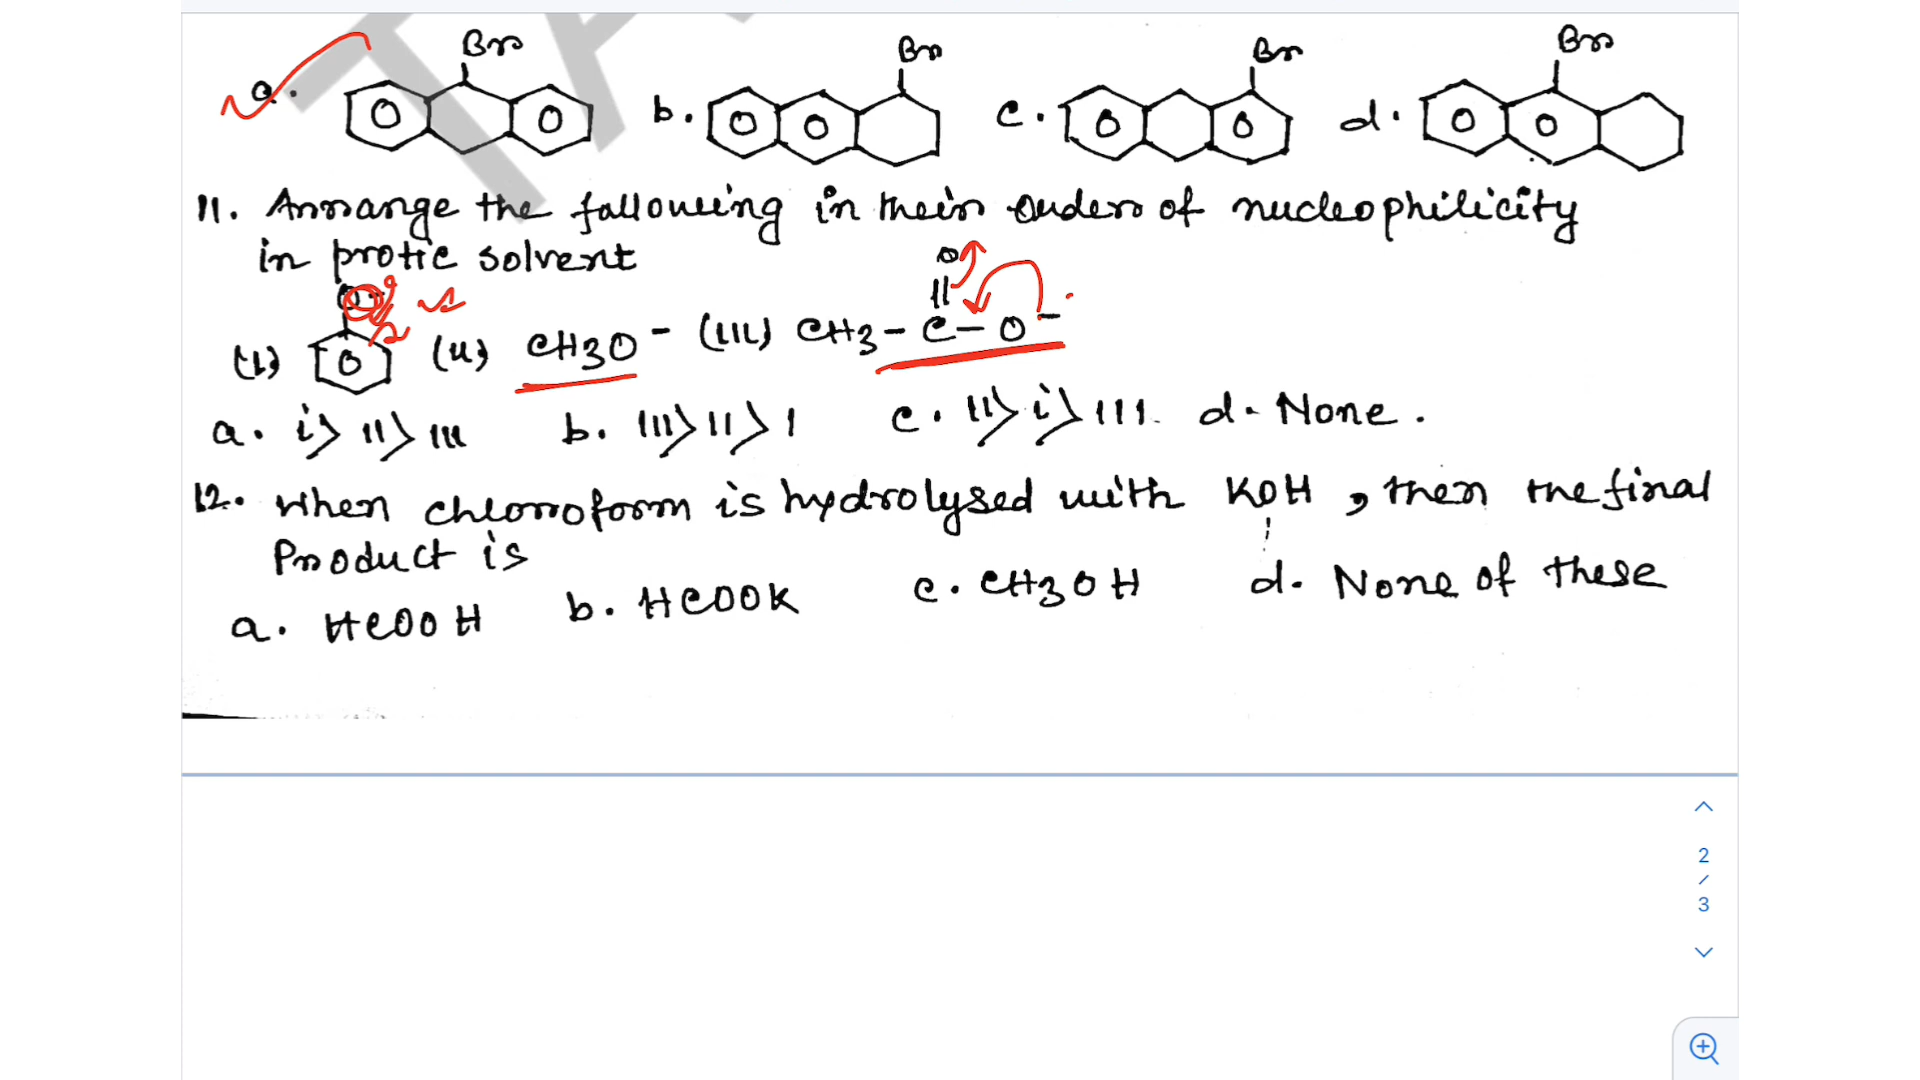 Br Br Br Br
a. b. c. d.
11. Arrange the fallouing in their order of nucleophilicity
in protic solvent
O
(i) (ii) CH3O - (iii) CH3 - C - O -
a. i > ii > iii b. iii > ii > i c. ii > i > iii. d. None.
12. When chloroform is hydrolysed with KOH, then the final
Product is
a. HCOOH b. HCOOK c. CH3OH d. None of these
2
/
3